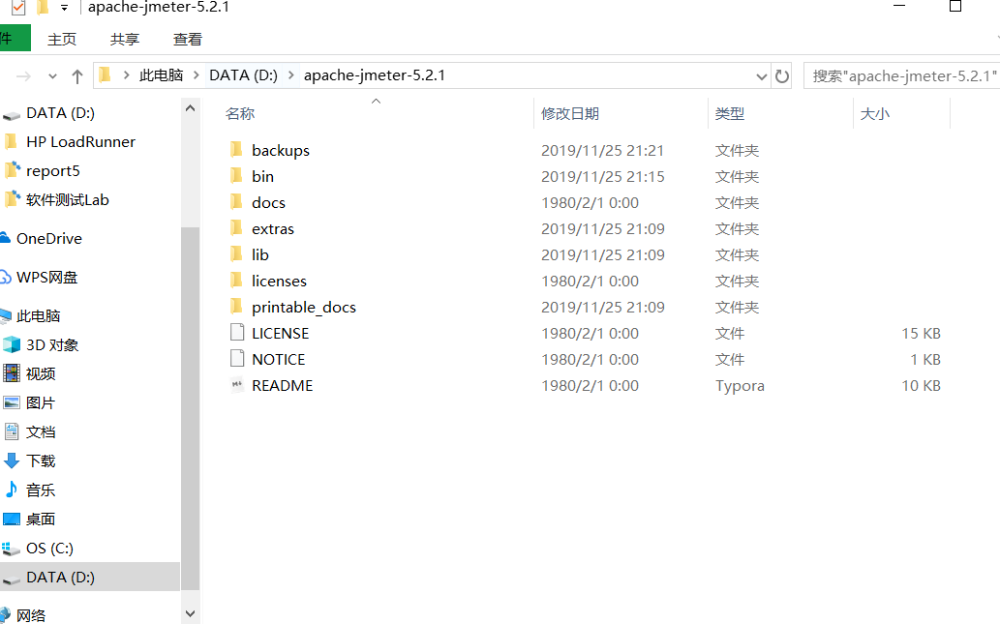 apache-jmeter-5.2.1
件 主页 共享 查看
此电脑 DATA (D:) apache-jmeter-5.2.1 搜索"apache-jmeter-5.2.1"
DATA (D:)
HP LoadRunner
report5
软件测试Lab
OneDrive
WPS网盘
此电脑
3D 对象
视频
图片
文档
下载
音乐
桌面
OS (C:)
DATA (D:)
网络
名称 修改日期 类型 大小
backups 2019/11/25 21:21 文件夹
bin 2019/11/25 21:15 文件夹
docs 1980/2/1 0:00 文件夹
extras 2019/11/25 21:09 文件夹
lib 2019/11/25 21:09 文件夹
licenses 1980/2/1 0:00 文件夹
printable_docs 2019/11/25 21:09 文件夹
LICENSE 1980/2/1 0:00 文件 15 KB
NOTICE 1980/2/1 0:00 文件 1 KB
README 1980/2/1 0:00 Typora 10 KB